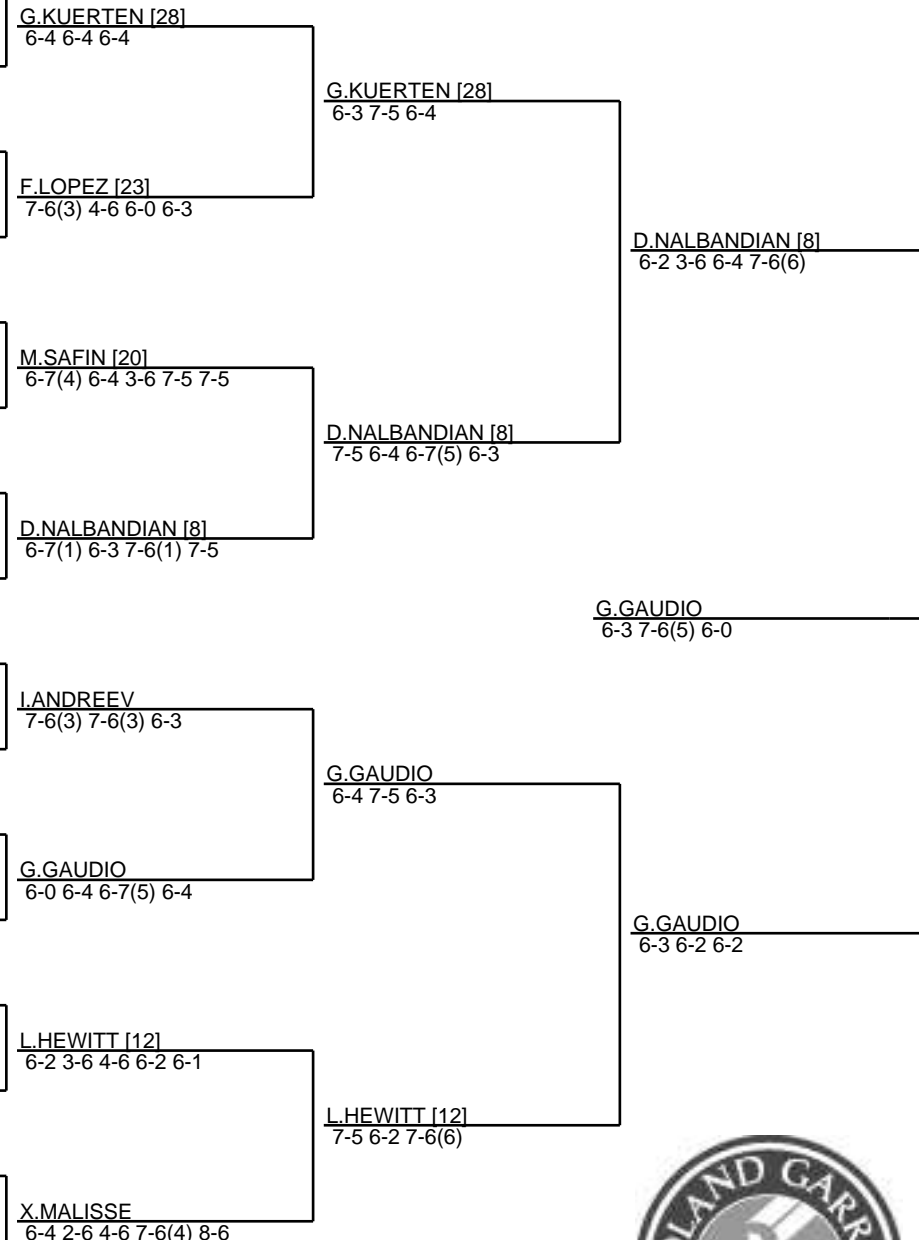 G.KUERTEN [28]
6-4 6-4 6-4
G.KUERTEN [28]
6-3 7-5 6-4
F.LOPEZ [23]
7-6(3) 4-6 6-0 6-3
D.NALBANDIAN [8]
6-2 3-6 6-4 7-6(6)
M.SAFIN [20]
6-7(4) 6-4 3-6 7-5 7-5
D.NALBANDIAN [8]
7-5 6-4 6-7(5) 6-3
D.NALBANDIAN [8]
6-7(1) 6-3 7-6(1) 7-5
G.GAUDIO
6-3 7-6(5) 6-0
I.ANDREEV
7-6(3) 7-6(3) 6-3
G.GAUDIO
6-4 7-5 6-3
G.GAUDIO
6-0 6-4 6-7(5) 6-4
G.GAUDIO
6-3 6-2 6-2
L.HEWITT [12]
6-2 3-6 4-6 6-2 6-1
L.HEWITT [12]
7-5 6-2 7-6(6)
X.MALISSE
6-4 2-6 4-6 7-6(4) 8-6
LAND GARR